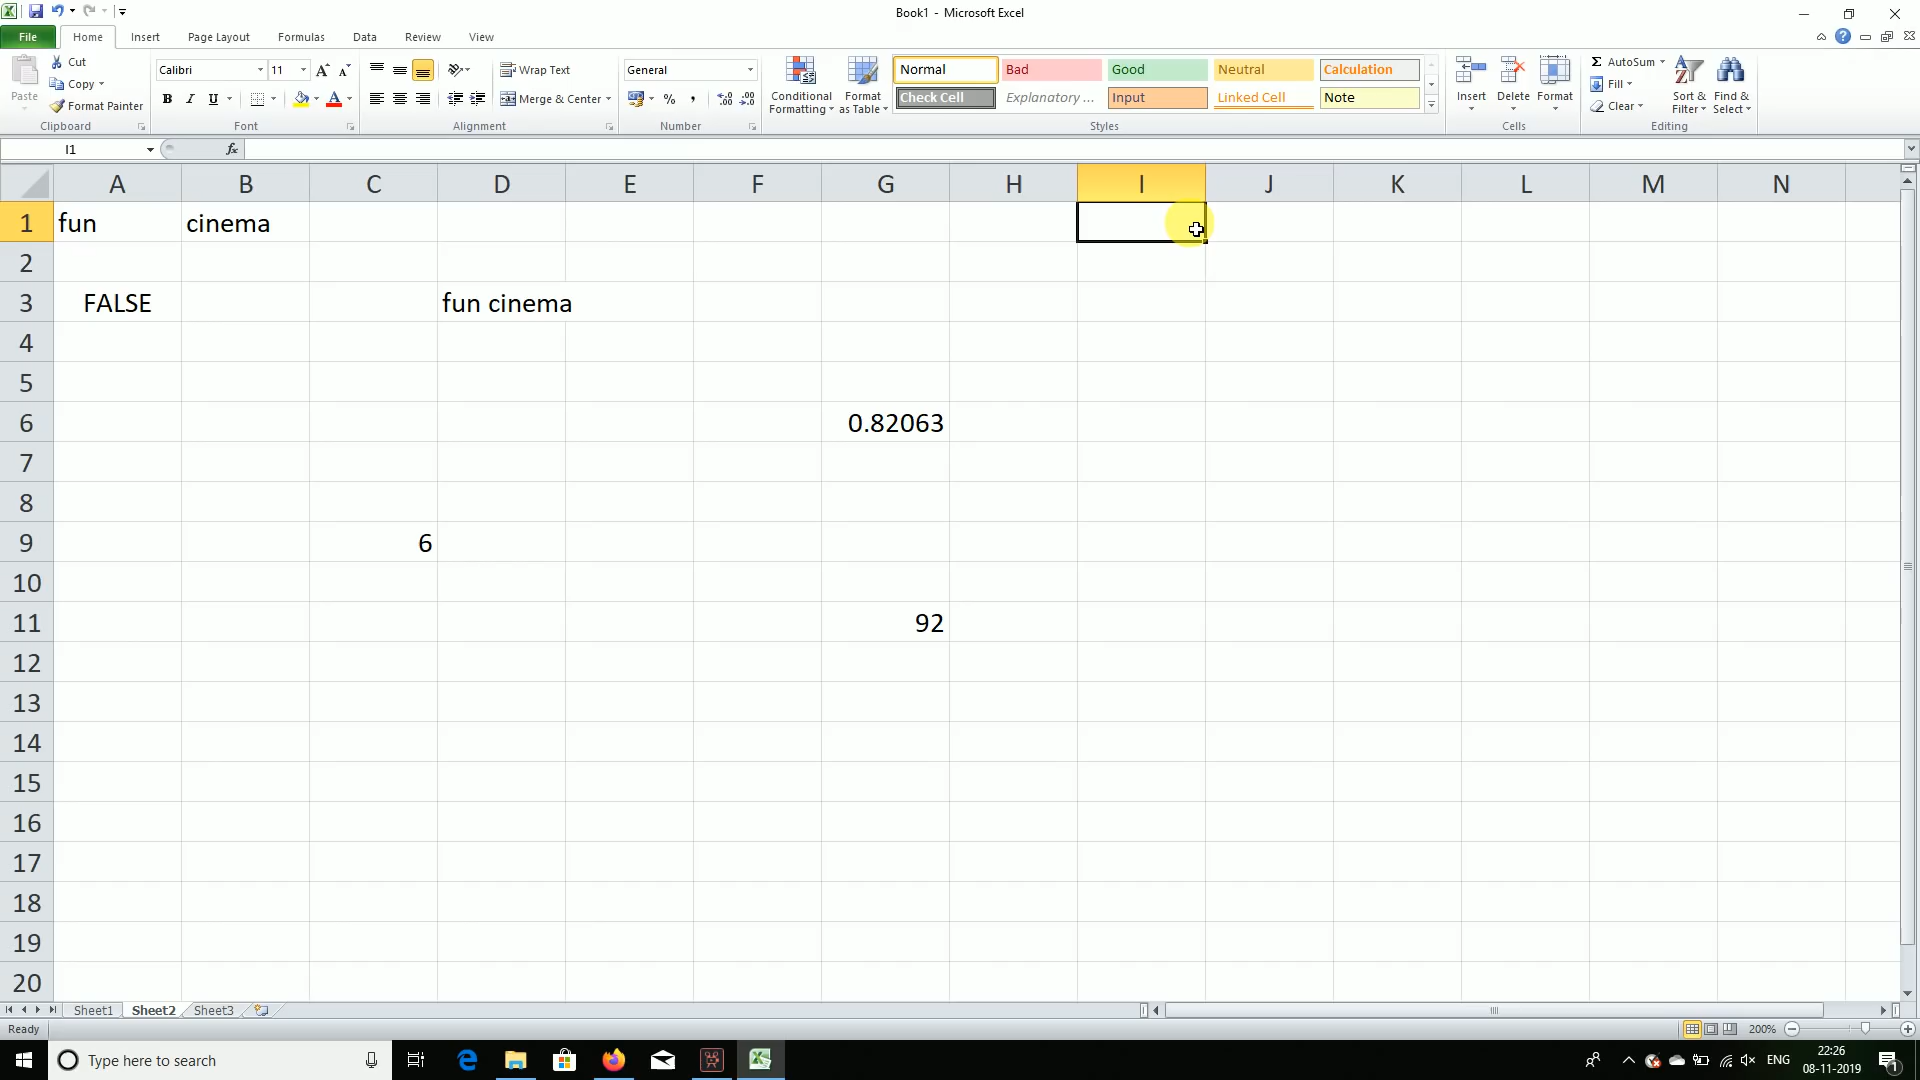 Book1 - Microsoft Excel
File Home Insert Page Layout Formulas Data Review View
Paste
Cut
Copy
Format Painter
Clipboard
Calibri 11
B I U
Font
Wrap Text
Merge & Center
Alignment
General
%
Number
Conditional Formatting
Format as Table
Normal Bad Good Neutral Calculation
Check Cell Explanatory ... Input Linked Cell Note
Styles
Insert Delete Format
Cells
Σ AutoSum
Fill
Clear
Sort & Filter
Find & Select
Editing
I1 fx
A B C D E F G H I J K L M N
1 fun cinema
2
3 FALSE fun cinema
4
5
6 0.82063
7
8
9 6
10
11 92
12
13
14
15
16
17
18
19
20
Sheet1 Sheet2 Sheet3
Ready 200%
Type here to search
ENG
22:26
08-11-2019
1